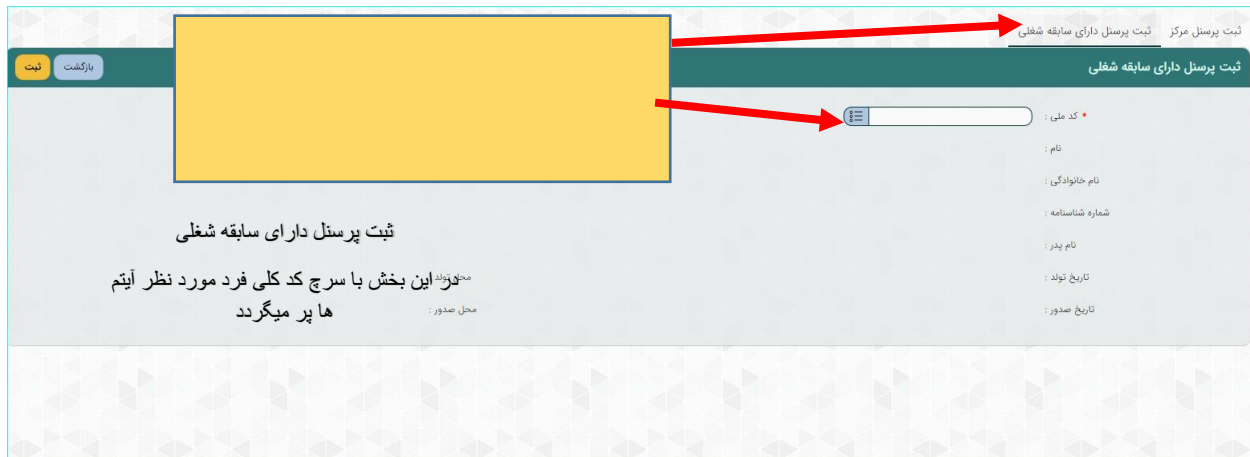 ثبت پرسنل مرکز ثبت پرسنل دارای سابقه شغلی
ثبت پرسنل دارای سابقه شغلی بازگشت ثبت
* کد ملی :
نام :
نام خانوادگی :
شماره شناسنامه :
نام پدر :
تاریخ تولد : محل تولد
تاریخ صدور : محل صدور :
ثبت پرسنل دارای سابقه شغلی
در این بخش با سرچ کد کلی فرد مورد نظر آیتم
ها پر میگردد